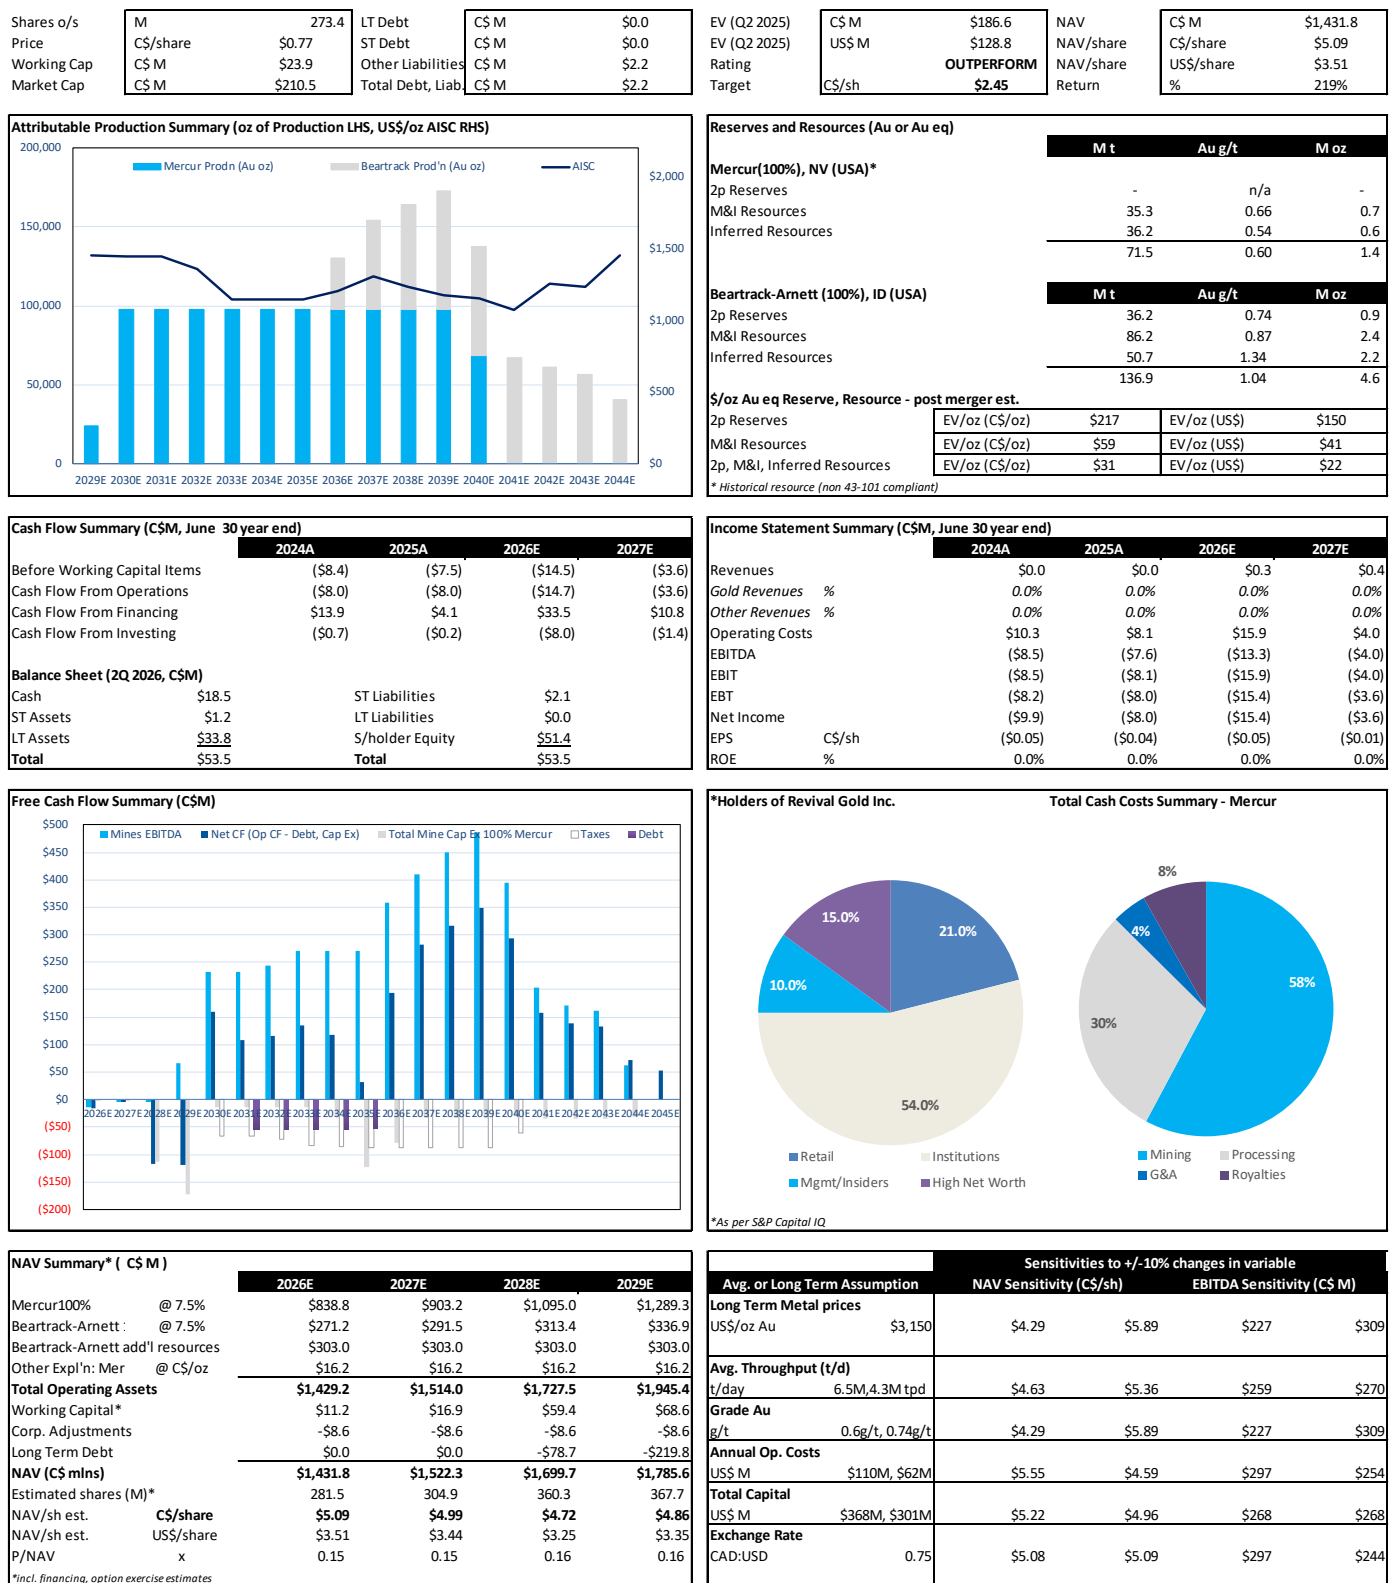 Shares o/s M 273.4 LT Debt C$ M $0.0 EV (Q2 2025) C$ M $186.6 NAV C$ M $1,431.8
Price C$/share $0.77 ST Debt C$ M $0.0 EV (Q2 2025) US$ M $128.8 NAV/share C$/share $5.09
Working Cap C$ M $23.9 Other Liabilities C$ M $2.2 Rating OUTPERFORM NAV/share US$/share $3.51
Market Cap C$ M $210.5 Total Debt, Liab. C$ M $2.2 Target C$/sh $2.45 Return % 219%
Attributable Production Summary (oz of Production LHS, US$/oz AISC RHS)
200,000
150,000
100,000
50,000
0
Mercur Prodn (Au oz) Beartrack Prod'n (Au oz) AISC
$2,000
$1,500
$1,000
$500
$0
2029E 2030E 2031E 2032E 2033E 2034E 2035E 2036E 2037E 2038E 2039E 2040E 2041E 2042E 2043E 2044E
Reserves and Resources (Au or Au eq)
M t Au g/t M oz
Mercur(100%), NV (USA)*
2p Reserves - n/a -
M&I Resources 35.3 0.66 0.7
Inferred Resources 36.2 0.54 0.6
71.5 0.60 1.4
Beartrack-Arnett (100%), ID (USA) M t Au g/t M oz
2p Reserves 36.2 0.74 0.9
M&I Resources 86.2 0.87 2.4
Inferred Resources 50.7 1.34 2.2
136.9 1.04 4.6
$/oz Au eq Reserve, Resource - post merger est.
2p Reserves EV/oz (C$/oz) $217 EV/oz (US$) $150
M&I Resources EV/oz (C$/oz) $59 EV/oz (US$) $41
2p, M&I, Inferred Resources EV/oz (C$/oz) $31 EV/oz (US$) $22
* Historical resource (non 43-101 compliant)
Cash Flow Summary (C$M, June 30 year end)
2024A 2025A 2026E 2027E
Before Working Capital Items ($8.4) ($7.5) ($14.5) ($3.6)
Cash Flow From Operations ($8.0) ($8.0) ($14.7) ($3.6)
Cash Flow From Financing $13.9 $4.1 $33.5 $10.8
Cash Flow From Investing ($0.7) ($0.2) ($8.0) ($1.4)
Balance Sheet (2Q 2026, C$M)
Cash $18.5 ST Liabilities $2.1
ST Assets $1.2 LT Liabilities $0.0
LT Assets $33.8 S/holder Equity $51.4
Total $53.5 Total $53.5
Income Statement Summary (C$M, June 30 year end)
2024A 2025A 2026E 2027E
Revenues $0.0 $0.0 $0.3 $0.4
Gold Revenues % 0.0% 0.0% 0.0% 0.0%
Other Revenues % 0.0% 0.0% 0.0% 0.0%
Operating Costs $10.3 $8.1 $15.9 $4.0
EBITDA ($8.5) ($7.6) ($13.3) ($4.0)
EBIT ($8.5) ($8.1) ($15.9) ($4.0)
EBT ($8.2) ($8.0) ($15.4) ($3.6)
Net Income ($9.9) ($8.0) ($15.4) ($3.6)
EPS C$/sh ($0.05) ($0.04) ($0.05) ($0.01)
ROE % 0.0% 0.0% 0.0% 0.0%
Free Cash Flow Summary (C$M)
$500
$450
$400
$350
$300
$250
$200
$150
$100
$50
$0
($50)
($100)
($150)
($200)
Mines EBITDA Net CF (Op CF - Debt, Cap Ex) Total Mine Cap Ex 100% Mercur Taxes Debt
2026E 2027E 2028E 2029E 2030E 2031E 2032E 2033E 2034E 2035E 2036E 2037E 2038E 2039E 2040E 2041E 2042E 2043E 2044E 2045E
*Holders of Revival Gold Inc.
21.0%
54.0%
10.0%
15.0%
Retail Institutions
Mgmt/Insiders High Net Worth
*As per S&P Capital IQ
Total Cash Costs Summary - Mercur
8%
4%
58%
30%
Mining Processing
G&A Royalties
NAV Summary* ( C$ M )
2026E 2027E 2028E 2029E
Mercur100% @ 7.5% $838.8 $903.2 $1,095.0 $1,289.3
Beartrack-Arnett : @ 7.5% $271.2 $291.5 $313.4 $336.9
Beartrack-Arnett add'l resources $303.0 $303.0 $303.0 $303.0
Other Expl'n: Mer @ C$/oz $16.2 $16.2 $16.2 $16.2
Total Operating Assets $1,429.2 $1,514.0 $1,727.5 $1,945.4
Working Capital* $11.2 $16.9 $59.4 $68.6
Corp. Adjustments -$8.6 -$8.6 -$8.6 -$8.6
Long Term Debt $0.0 $0.0 -$78.7 -$219.8
NAV (C$ mlns) $1,431.8 $1,522.3 $1,699.7 $1,785.6
Estimated shares (M)* 281.5 304.9 360.3 367.7
NAV/sh est. C$/share $5.09 $4.99 $4.72 $4.86
NAV/sh est. US$/share $3.51 $3.44 $3.25 $3.35
P/NAV x 0.15 0.15 0.16 0.16
*incl. financing, option exercise estimates
Sensitivities to +/-10% changes in variable
Avg. or Long Term Assumption NAV Sensitivity (C$/sh) EBITDA Sensitivity (C$ M)
Long Term Metal prices
US$/oz Au $3,150 $4.29 $5.89 $227 $309
Avg. Throughput (t/d)
t/day 6.5M,4.3M tpd $4.63 $5.36 $259 $270
Grade Au
g/t 0.6g/t, 0.74g/t $4.29 $5.89 $227 $309
Annual Op. Costs
US$ M $110M, $62M $5.55 $4.59 $297 $254
Total Capital
US$ M $368M, $301M $5.22 $4.96 $268 $268
Exchange Rate
CAD:USD 0.75 $5.08 $5.09 $297 $244